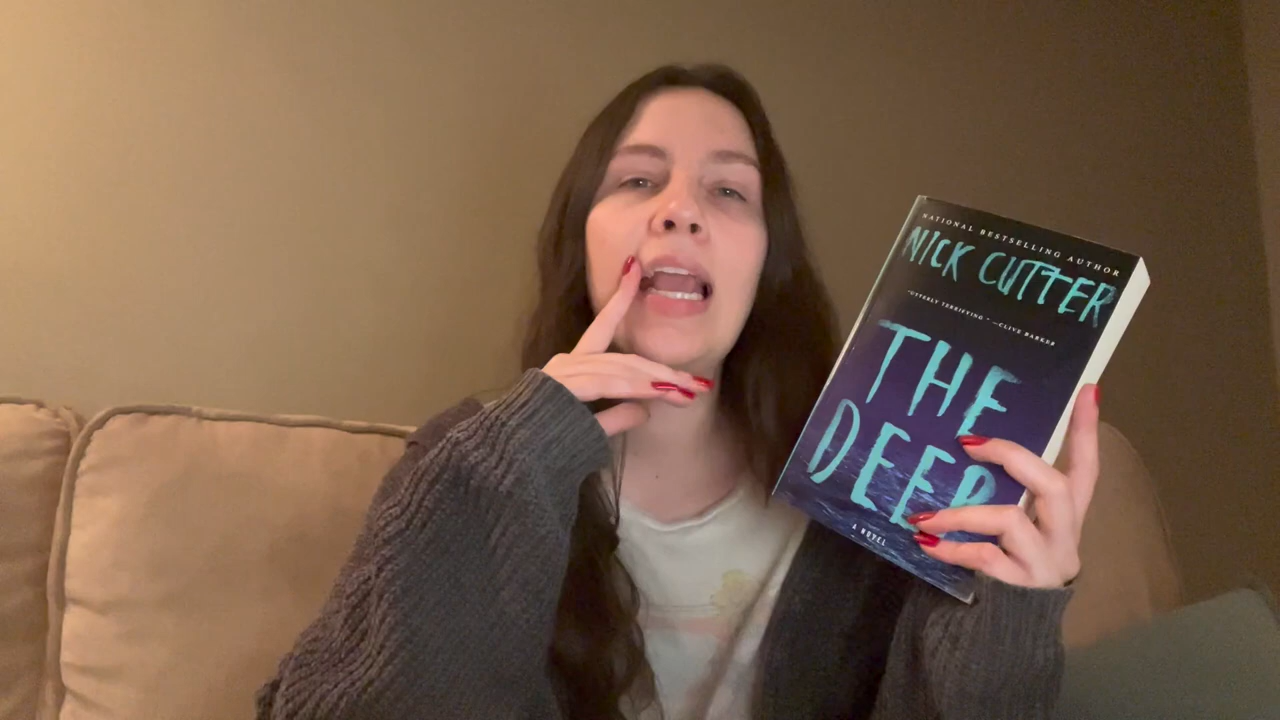 NATIONAL BESTSELLING AUTHOR
NICK CUTTER
"UTTERLY TERRIFYING." —CLIVE BARKER
THE
DEEP
A NOVEL